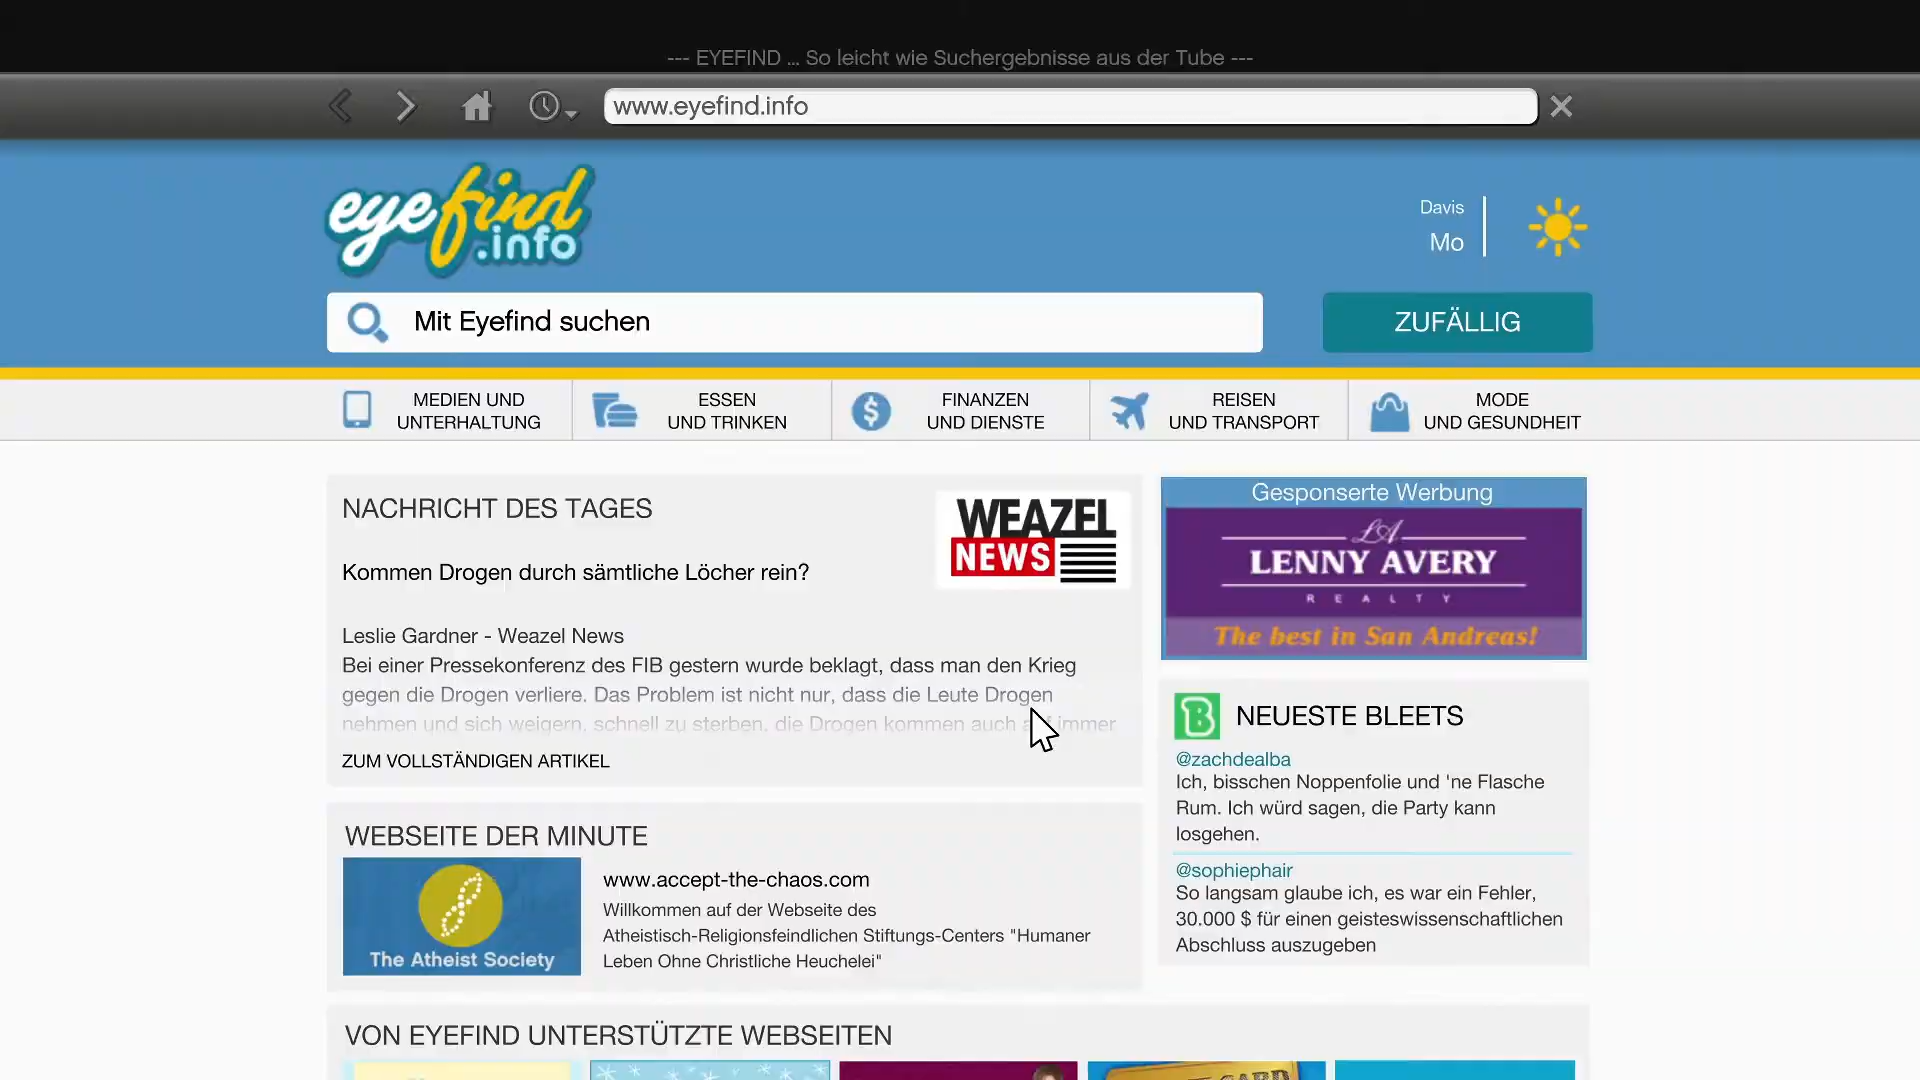 --- EYEFIND ... So leicht wie Suchergebnisse aus der Tube ---
www.eyefind.info
eyefind
.info
Davis
Mo
Mit Eyefind suchen
ZUFÄLLIG
MEDIEN UND
UNTERHALTUNG
ESSEN
UND TRINKEN
FINANZEN
UND DIENSTE
REISEN
UND TRANSPORT
MODE
UND GESUNDHEIT
NACHRICHT DES TAGES
WEAZEL
NEWS
Kommen Drogen durch sämtliche Löcher rein?
Leslie Gardner - Weazel News
Bei einer Pressekonferenz des FIB gestern wurde beklagt, dass man den Krieg
gegen die Drogen verliere. Das Problem ist nicht nur, dass die Leute Drogen
nehmen und sich weigern, schnell zu sterben, die Drogen kommen auch auf immer
ZUM VOLLSTÄNDIGEN ARTIKEL
Gesponserte Werbung
LA
LENNY AVERY
REALTY
The best in San Andreas!
NEUESTE BLEETS
@zachdealba
Ich, bisschen Noppenfolie und 'ne Flasche
Rum. Ich würd sagen, die Party kann
losgehen.
@sophiephair
So langsam glaube ich, es war ein Fehler,
30.000 $ für einen geisteswissenschaftlichen
Abschluss auszugeben
WEBSEITE DER MINUTE
The Atheist Society
www.accept-the-chaos.com
Willkommen auf der Webseite des
Atheistisch-Religionsfeindlichen Stiftungs-Centers "Humaner
Leben Ohne Christliche Heuchelei"
VON EYEFIND UNTERSTÜTZTE WEBSEITEN